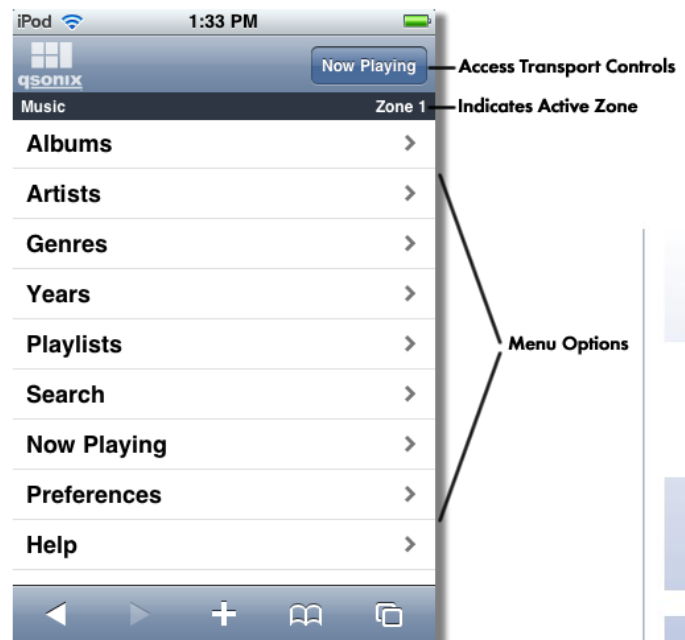 iPod 1:33 PM
qsonix
Now Playing
Access Transport Controls
Music Zone 1
Indicates Active Zone
Albums
Artists
Genres
Years
Playlists
Menu Options
Search
Now Playing
Preferences
Help